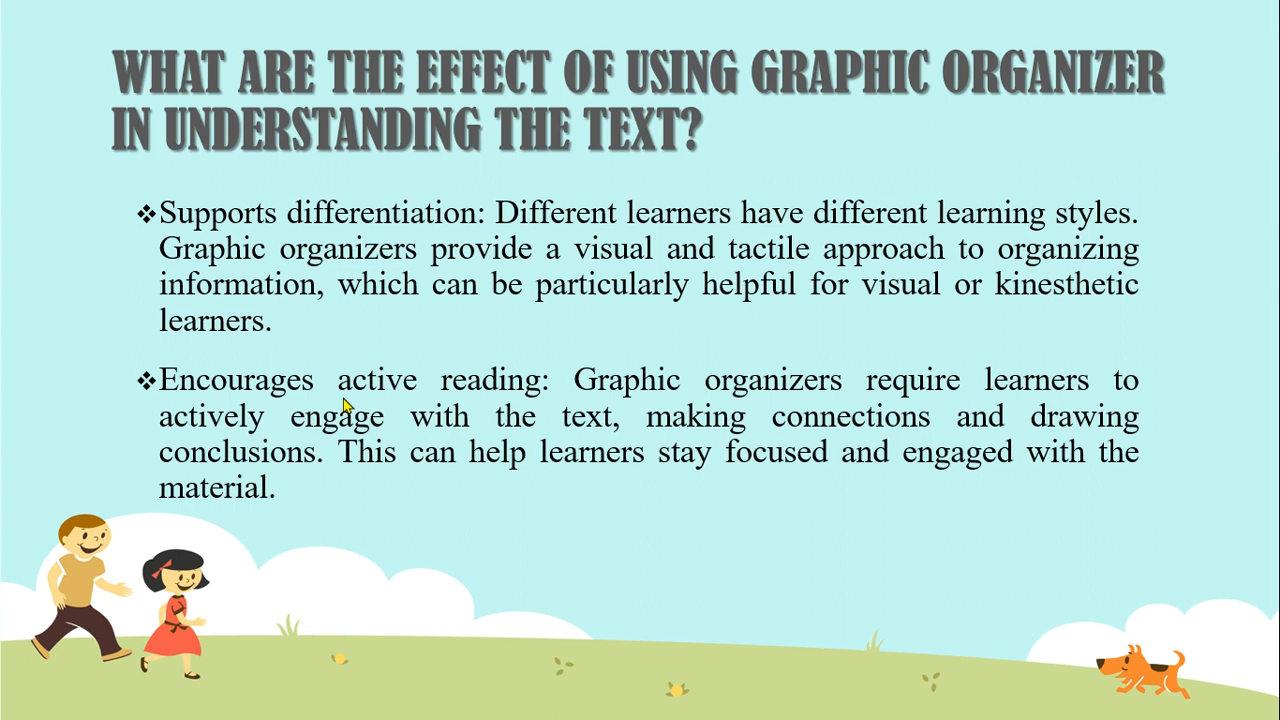 WHAT ARE THE EFFECT OF USING GRAPHIC ORGANIZER
IN UNDERSTANDING THE TEXT?
❖Supports differentiation: Different learners have different learning styles.
Graphic organizers provide a visual and tactile approach to organizing
information, which can be particularly helpful for visual or kinesthetic
learners.
❖Encourages active reading: Graphic organizers require learners to
actively engage with the text, making connections and drawing
conclusions. This can help learners stay focused and engaged with the
material.